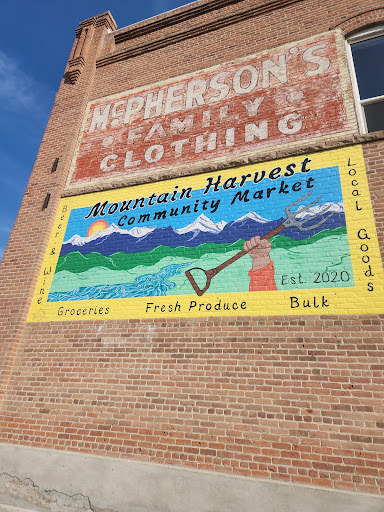 McPHERSON'S
FAMILY
CLOTHING
Mountain Harvest
Community Market
Beer & Wine
Local Goods
Est. 2020
Groceries Fresh Produce Bulk